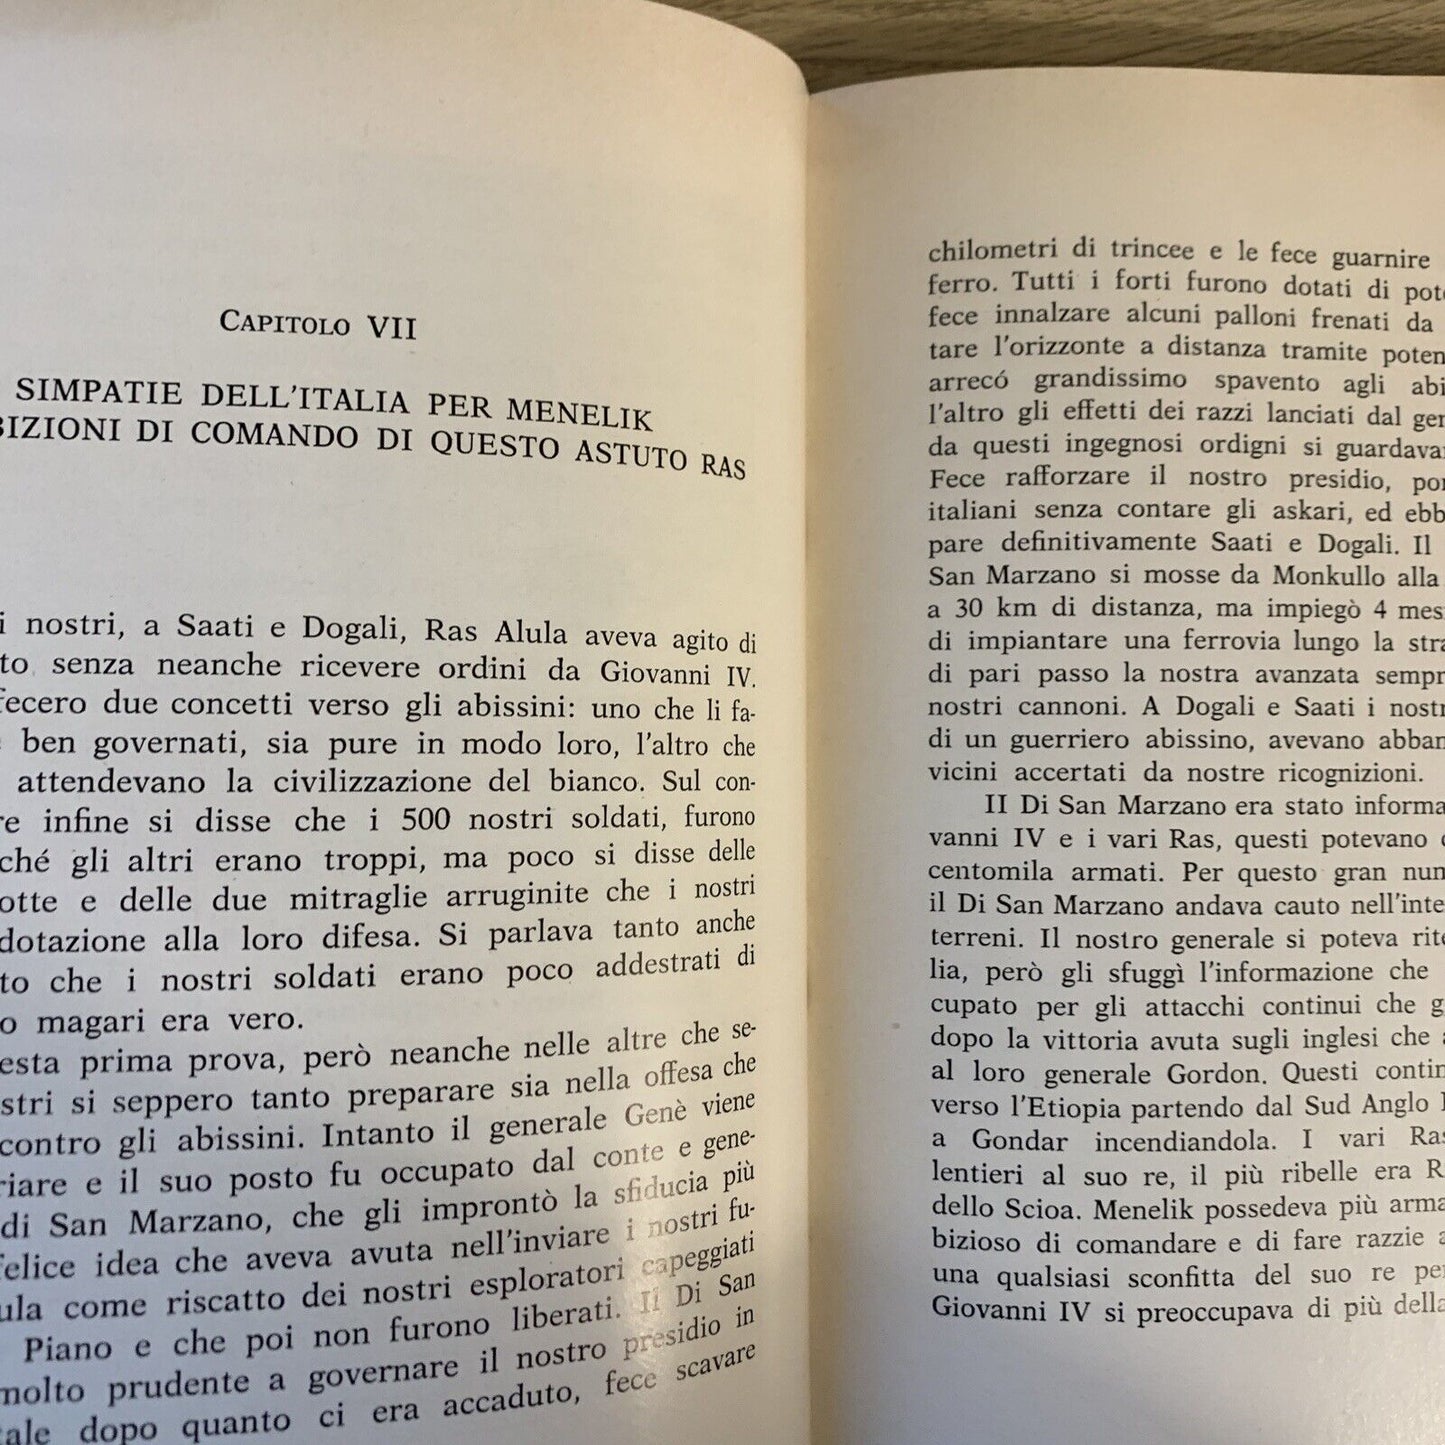 CAPITOLO VII
SIMPATIE DELL'ITALIA PER MENELIK
BIZIONI DI COMANDO DI QUESTO ASTUTO RAS
i nostri, a Saati e Dogali, Ras Alula aveva agito di
to senza neanche ricevere ordini da Giovanni IV.
fecero due concetti verso gli abissini: uno che li fa-
ben governati, sia pure in modo loro, l'altro che
attendevano la civilizzazione del bianco. Sul con-
re infine si disse che i 500 nostri soldati, furono
ché gli altri erano troppi, ma poco si disse delle
otte e delle due mitraglie arruginite che i nostri
dotazione alla loro difesa. Si parlava tanto anche
to che i nostri soldati erano poco addestrati di
o magari era vero.
esta prima prova, però neanche nelle altre che se-
stri si seppero tanto preparare sia nella offesa che
contro gli abissini. Intanto il generale Genè viene
riare e il suo posto fu occupato dal conte e gene-
di San Marzano, che gli improntò la sfiducia più
felice idea che aveva avuta nell'inviare i nostri fu-
ula come riscatto dei nostri esploratori capeggiati
Piano e che poi non furono liberati. Il Di San
molto prudente a governare il nostro presidio in
tale dopo quanto ci era accaduto, fece scavare
chilometri di trincee e le fece guarnire
ferro. Tutti i forti furono dotati di pote
fece innalzare alcuni palloni frenati da
tare l'orizzonte a distanza tramite poten
arrecó grandissimo spavento agli abi
l'altro gli effetti dei razzi lanciati dal gen
da questi ingegnosi ordigni si guardava
Fece rafforzare il nostro presidio, por
italiani senza contare gli askari, ed ebb
pare definitivamente Saati e Dogali. Il
San Marzano si mosse da Monkullo alla
a 30 km di distanza, ma impiegò 4 mes
di impiantare una ferrovia lungo la stra
di pari passo la nostra avanzata sempr
nostri cannoni. A Dogali e Saati i nostr
di un guerriero abissino, avevano abban
vicini accertati da nostre ricognizioni.
II Di San Marzano era stato informa
vanni IV e i vari Ras, questi potevano
centomila armati. Per questo gran num
il Di San Marzano andava cauto nell'inte
terreni. Il nostro generale si poteva rite
lia, però gli sfuggì l'informazione che
cupato per gli attacchi continui che g
dopo la vittoria avuta sugli inglesi che a
al loro generale Gordon. Questi contin
verso l'Etiopia partendo dal Sud Anglo
a Gondar incendiandola. I vari Ras
lentieri al suo re, il più ribelle era R
dello Scioa. Menelik possedeva più arma
bizioso di comandare e di fare razzie a
una qualsiasi sconfitta del suo re per
Giovanni IV si preoccupava di più della